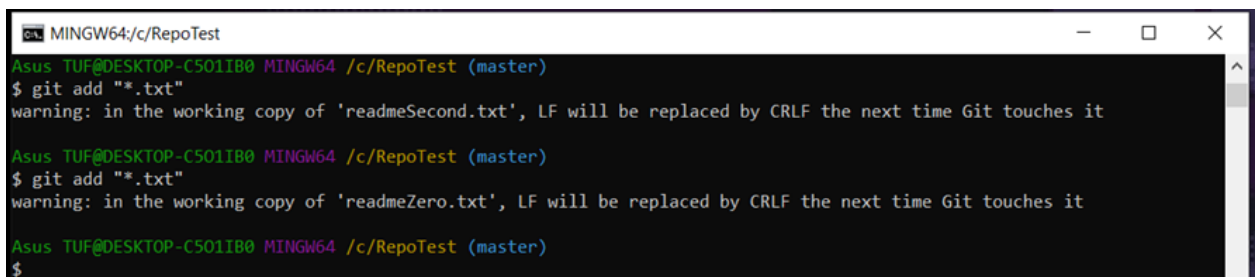 MINGW64:/c/RepoTest
Asus TUF@DESKTOP-C5O1IB0 MINGW64 /c/RepoTest (master)
$ git add "*.txt"
warning: in the working copy of 'readmeSecond.txt', LF will be replaced by CRLF the next time Git touches it
Asus TUF@DESKTOP-C5O1IB0 MINGW64 /c/RepoTest (master)
$ git add "*.txt"
warning: in the working copy of 'readmeZero.txt', LF will be replaced by CRLF the next time Git touches it
Asus TUF@DESKTOP-C5O1IB0 MINGW64 /c/RepoTest (master)
$